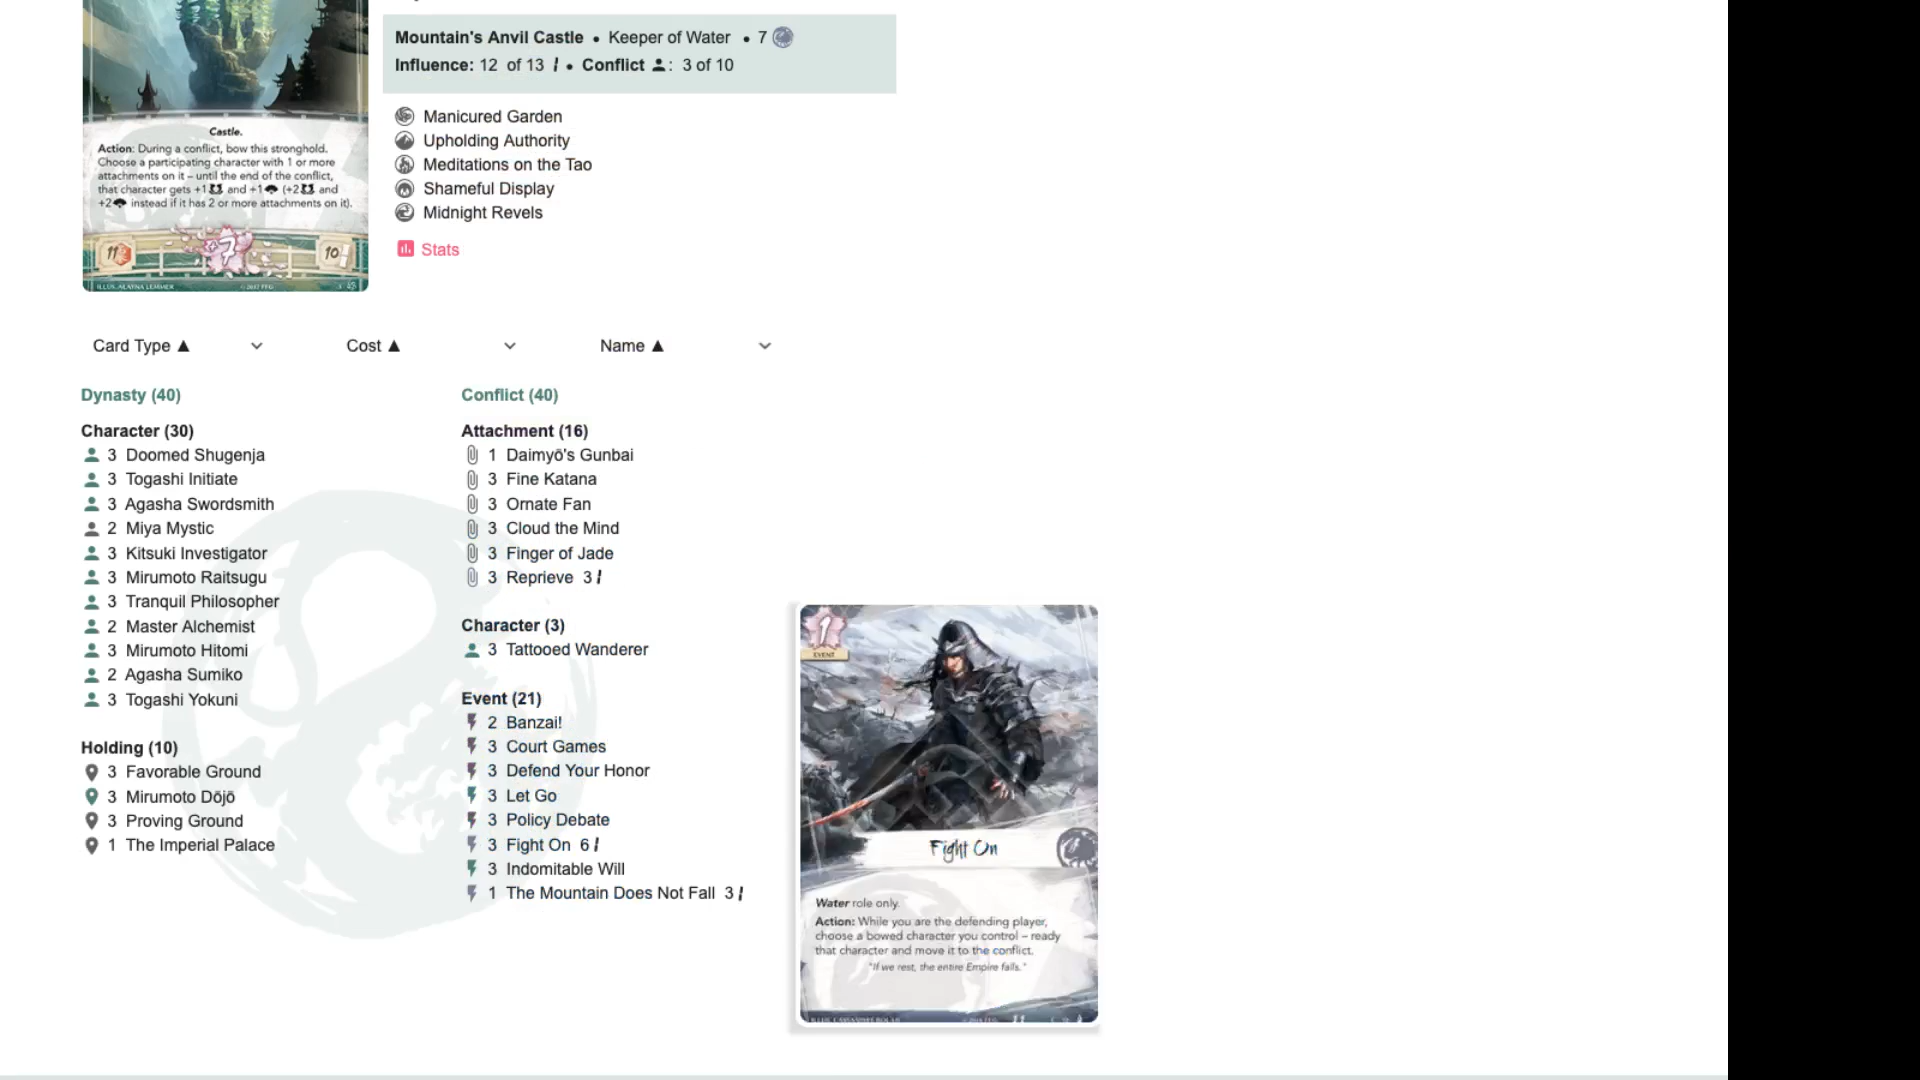 Mountain's Anvil Castle • Keeper of Water • 7
Influence: 12 of 13 • Conflict : 3 of 10
Castle.
Action: During a conflict, bow this stronghold.
Choose a participating character with 1 or more
attachments on it – until the end of the conflict,
that character gets +1 and +1 (+2 and
+2 instead if it has 2 or more attachments on it).
11
+7
10
Manicured Garden
Upholding Authority
Meditations on the Tao
Shameful Display
Midnight Revels
Stats
Card Type ▲
Cost ▲
Name ▲
Dynasty (40)
Character (30)
3 Doomed Shugenja
3 Togashi Initiate
3 Agasha Swordsmith
2 Miya Mystic
3 Kitsuki Investigator
3 Mirumoto Raitsugu
3 Tranquil Philosopher
2 Master Alchemist
3 Mirumoto Hitomi
2 Agasha Sumiko
3 Togashi Yokuni
Holding (10)
3 Favorable Ground
3 Mirumoto Dōjō
3 Proving Ground
1 The Imperial Palace
Conflict (40)
Attachment (16)
1 Daimyō's Gunbai
3 Fine Katana
3 Ornate Fan
3 Cloud the Mind
3 Finger of Jade
3 Reprieve 3
Character (3)
3 Tattooed Wanderer
Event (21)
2 Banzai!
3 Court Games
3 Defend Your Honor
3 Let Go
3 Policy Debate
3 Fight On 6
3 Indomitable Will
1 The Mountain Does Not Fall 3
1
EVENT
Fight On
Water role only.
Action: While you are the defending player,
choose a bowed character you control – ready
that character and move it to the conflict.
"If we rest, the entire Empire falls."